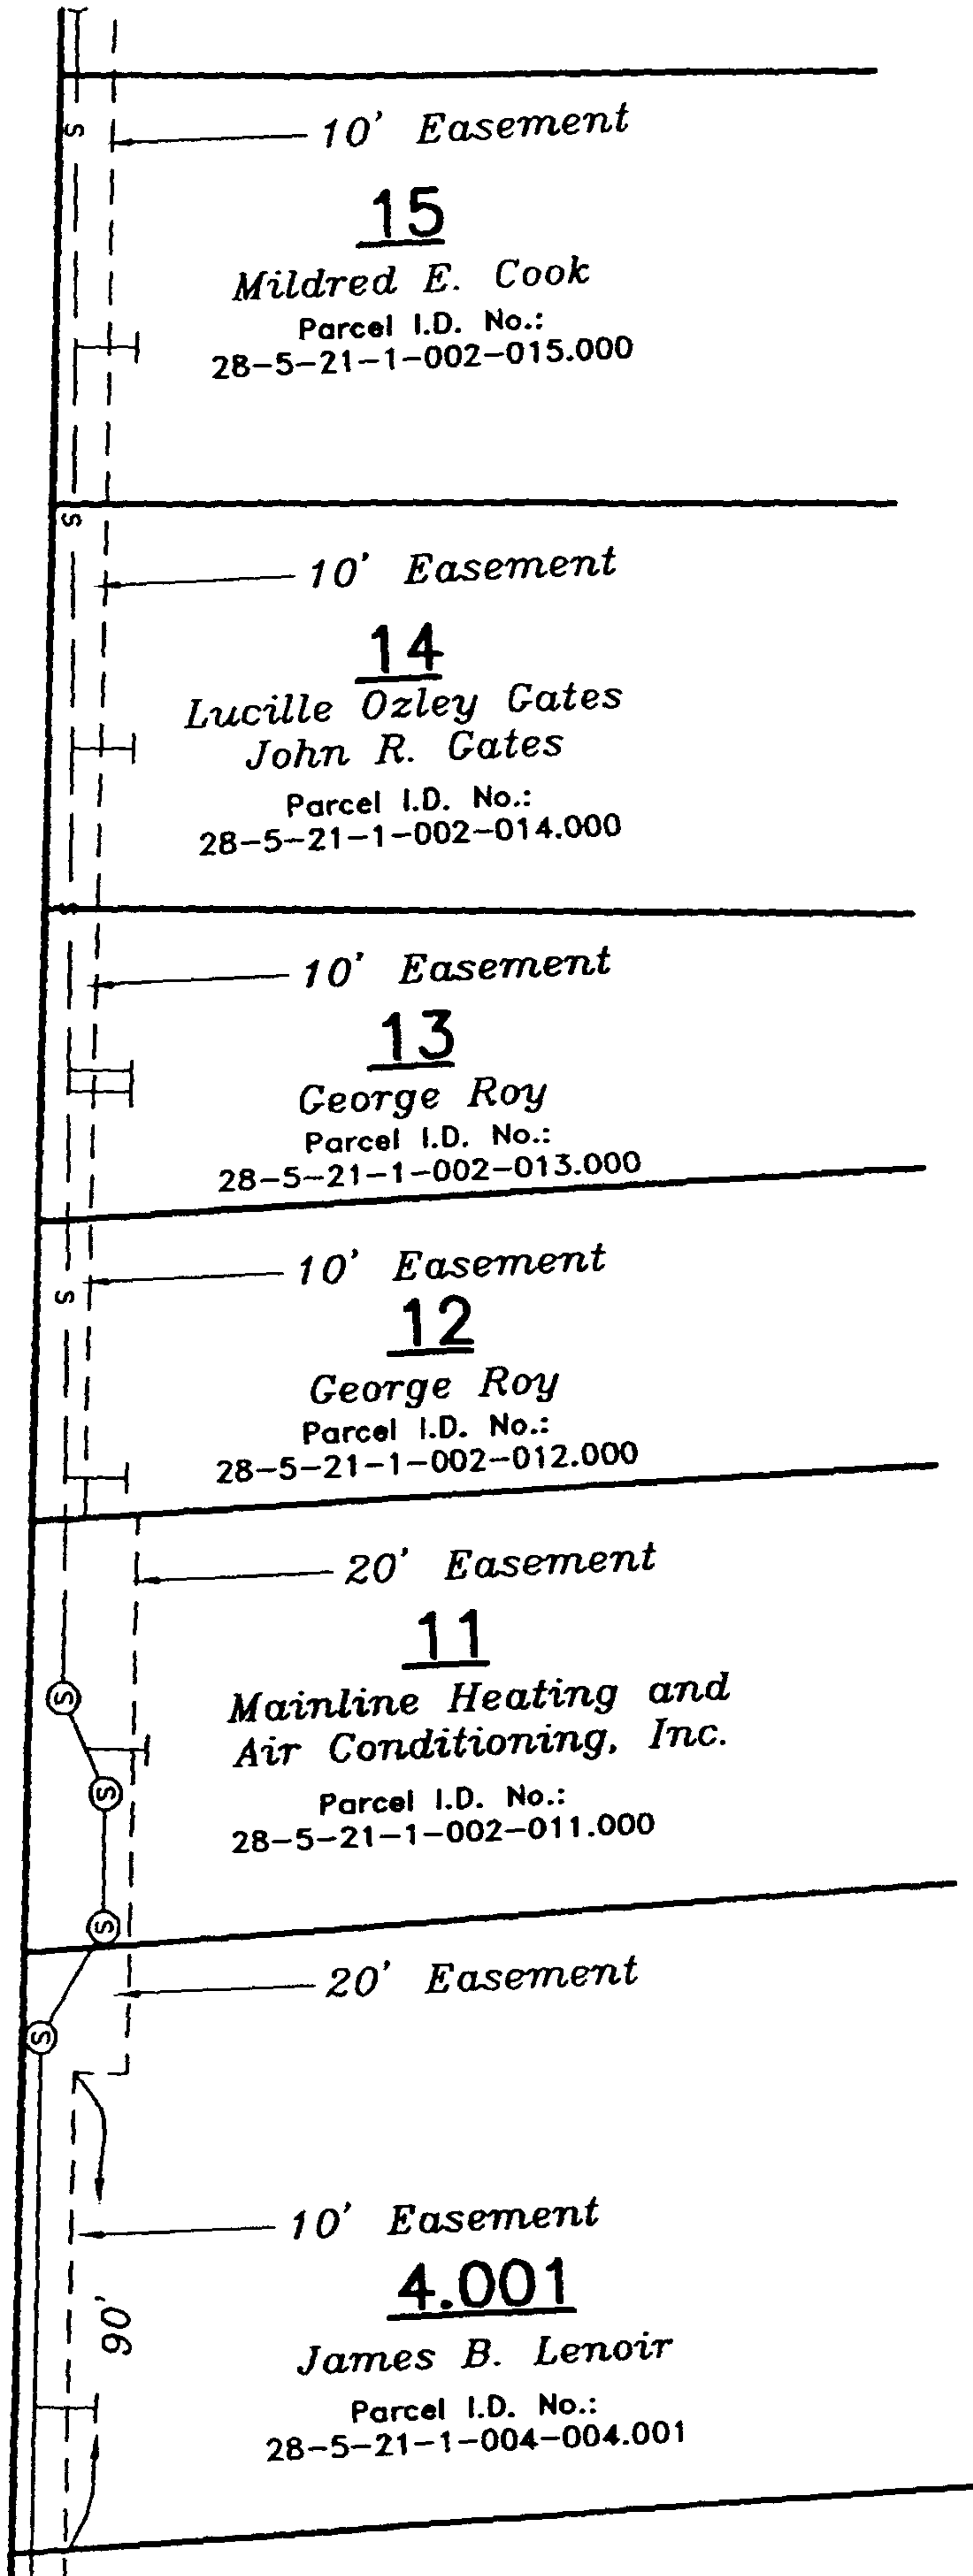 S
10' Easement
15
Mildred E. Cook
Parcel I.D. No.:
28-5-21-1-002-015.000
S
10' Easement
14
Lucille Ozley Gates
John R. Gates
Parcel I.D. No.:
28-5-21-1-002-014.000
S
10' Easement
13
George Roy
Parcel I.D. No.:
28-5-21-1-002-013.000
10' Easement
S
12
George Roy
Parcel I.D. No.:
28-5-21-1-002-012.000
20' Easement
11
Mainline Heating and
Air Conditioning, Inc.
S
S
Parcel I.D. No.:
28-5-21-1-002-011.000
S
20' Easement
S
10' Easement
4.001
90'
James B. Lenoir
Parcel I.D. No.:
28-5-21-1-004-004.001